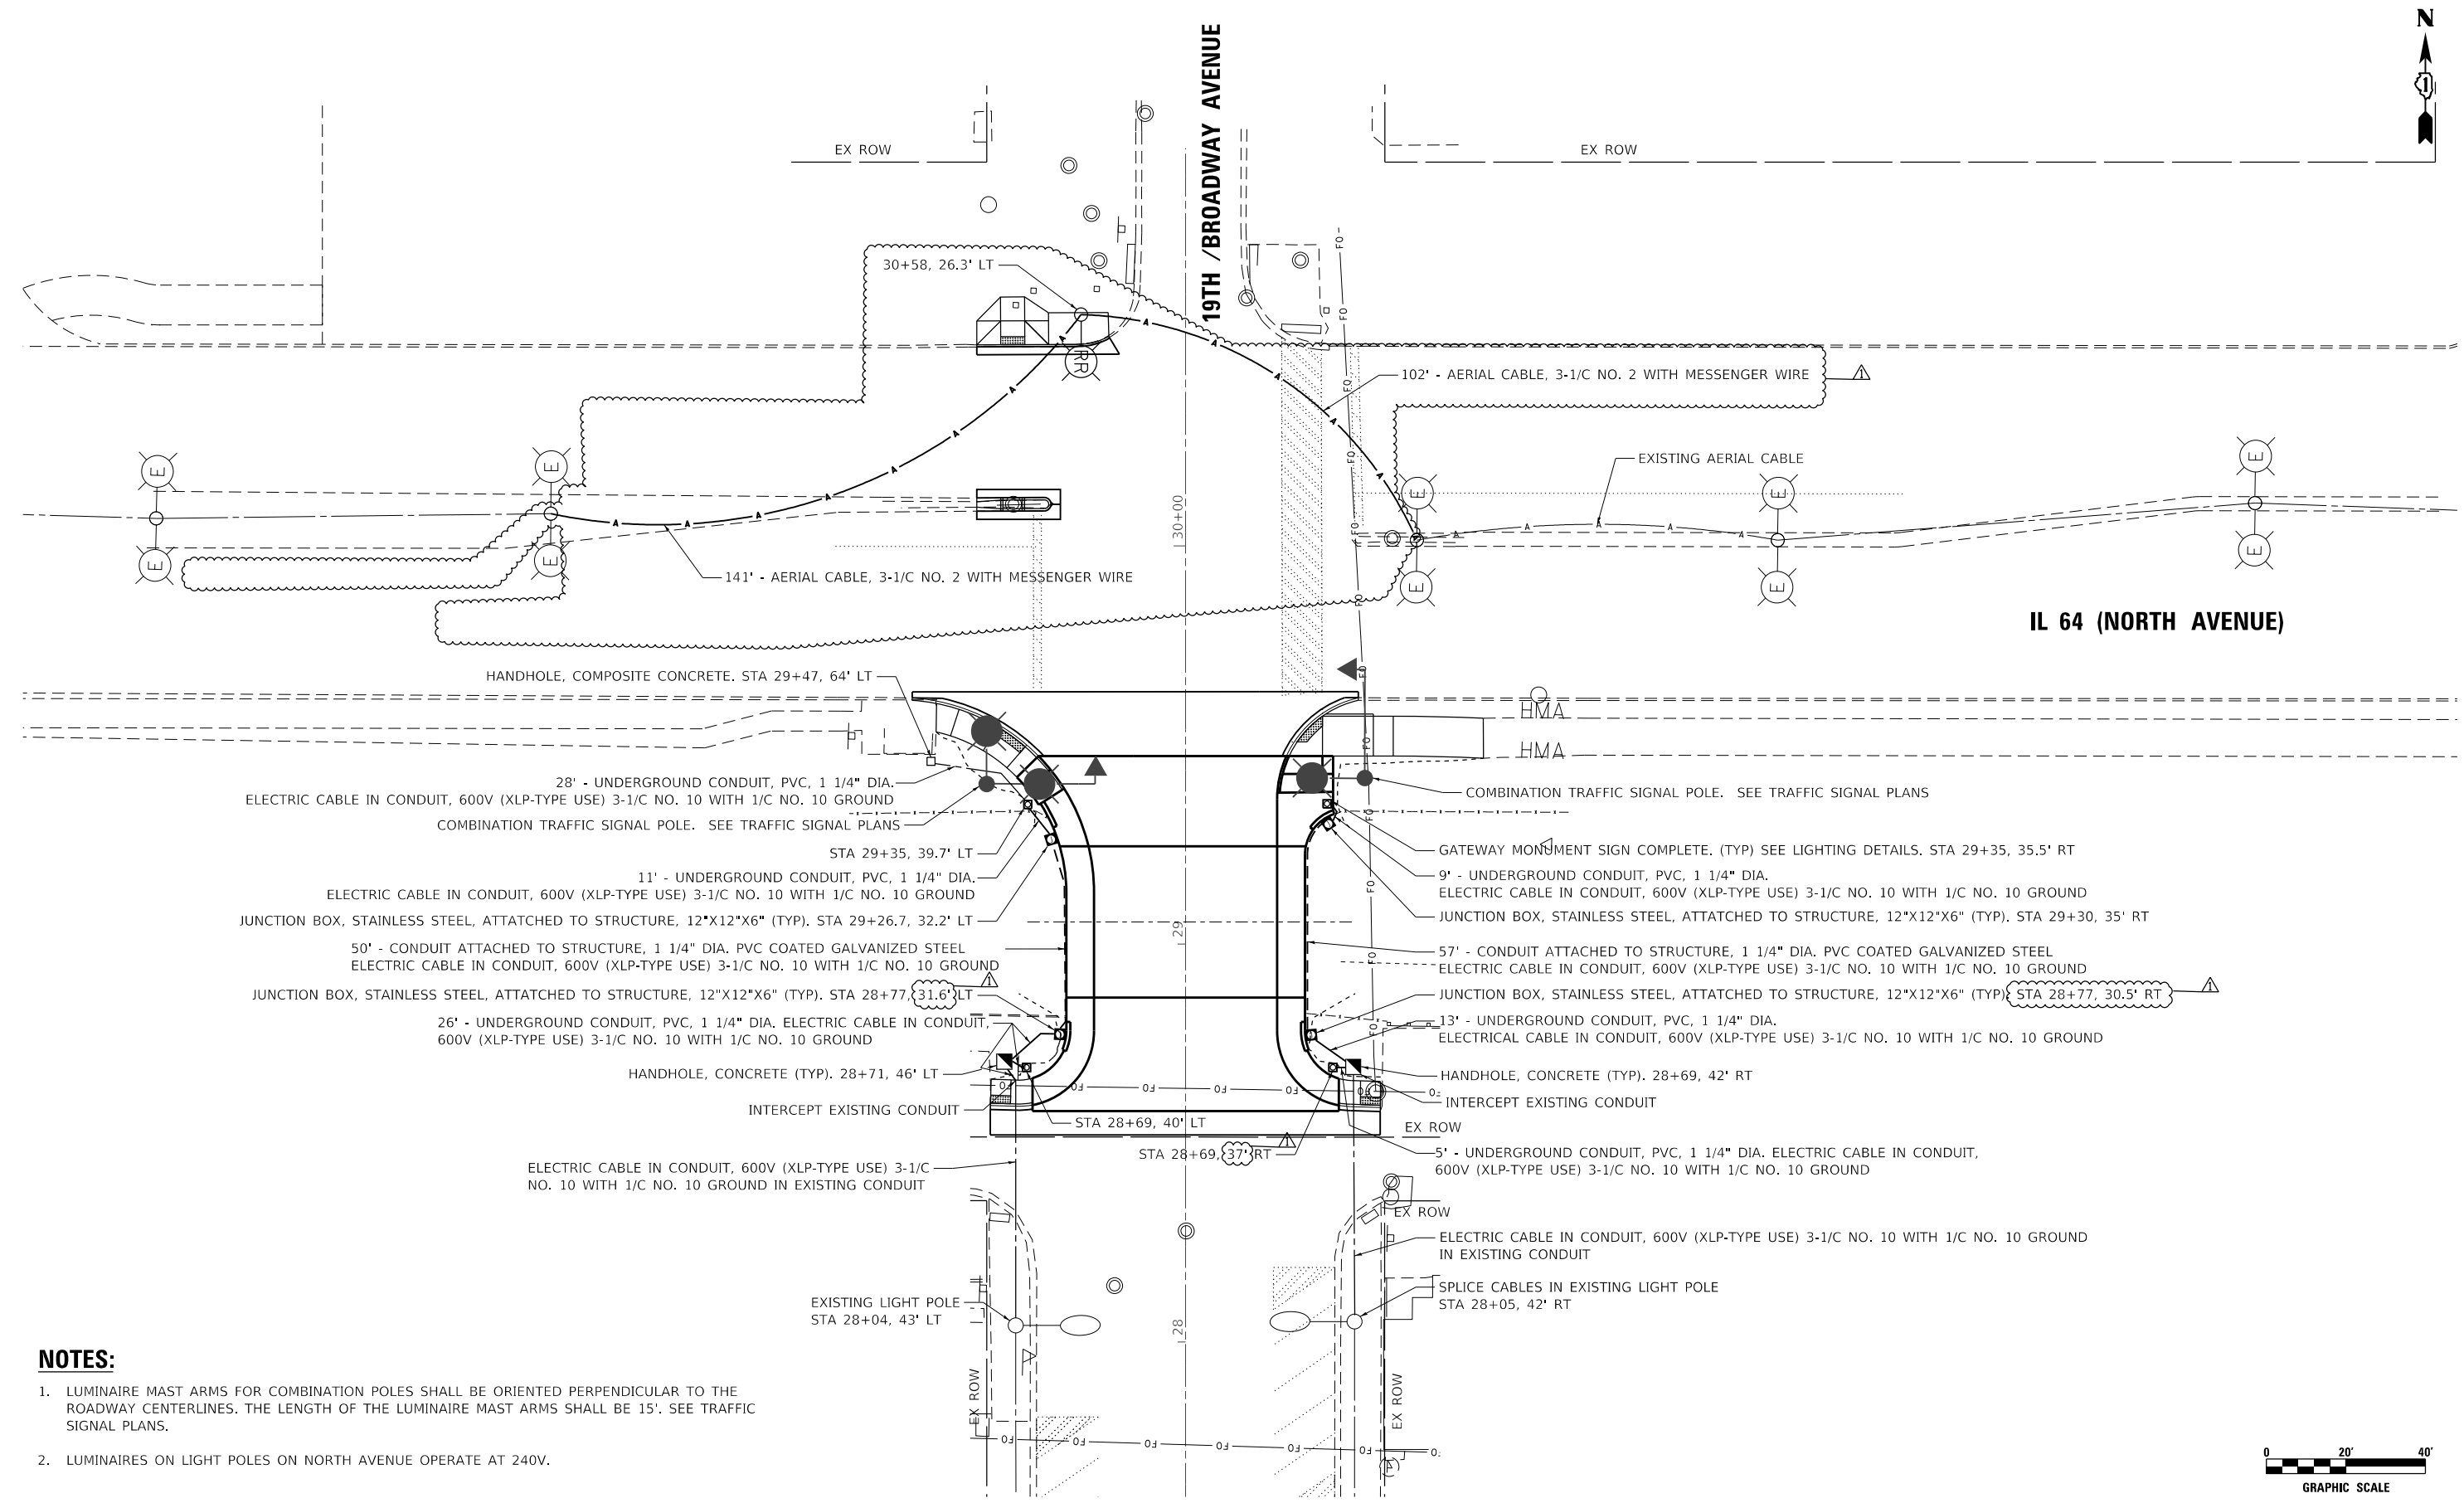 N
1
19TH /BROADWAY AVENUE
EX ROW
EX ROW
30+58, 26.3' LT
RR
FO
102' - AERIAL CABLE, 3-1/C NO. 2 WITH MESSENGER WIRE
1
EXISTING AERIAL CABLE
E
E
E
E
E
E
E
E
E
E
30+00
141' - AERIAL CABLE, 3-1/C NO. 2 WITH MESSENGER WIRE
IL 64 (NORTH AVENUE)
HANDHOLE, COMPOSITE CONCRETE. STA 29+47, 64' LT
HMA
HMA
28' - UNDERGROUND CONDUIT, PVC, 1 1/4" DIA.
ELECTRIC CABLE IN CONDUIT, 600V (XLP-TYPE USE) 3-1/C NO. 10 WITH 1/C NO. 10 GROUND
COMBINATION TRAFFIC SIGNAL POLE. SEE TRAFFIC SIGNAL PLANS
STA 29+35, 39.7' LT
11' - UNDERGROUND CONDUIT, PVC, 1 1/4" DIA.
ELECTRIC CABLE IN CONDUIT, 600V (XLP-TYPE USE) 3-1/C NO. 10 WITH 1/C NO. 10 GROUND
JUNCTION BOX, STAINLESS STEEL, ATTATCHED TO STRUCTURE, 12"X12"X6" (TYP). STA 29+26.7, 32.2' LT
50' - CONDUIT ATTACHED TO STRUCTURE, 1 1/4" DIA. PVC COATED GALVANIZED STEEL
ELECTRIC CABLE IN CONDUIT, 600V (XLP-TYPE USE) 3-1/C NO. 10 WITH 1/C NO. 10 GROUND
1
JUNCTION BOX, STAINLESS STEEL, ATTATCHED TO STRUCTURE, 12"X12"X6" (TYP). STA 28+77, 31.6' LT
26' - UNDERGROUND CONDUIT, PVC, 1 1/4" DIA. ELECTRIC CABLE IN CONDUIT,
600V (XLP-TYPE USE) 3-1/C NO. 10 WITH 1/C NO. 10 GROUND
HANDHOLE, CONCRETE (TYP). 28+71, 46' LT
INTERCEPT EXISTING CONDUIT
STA 28+69, 40' LT
1
STA 28+69, 37' RT
ELECTRIC CABLE IN CONDUIT, 600V (XLP-TYPE USE) 3-1/C
NO. 10 WITH 1/C NO. 10 GROUND IN EXISTING CONDUIT
EXISTING LIGHT POLE
STA 28+04, 43' LT
29
28
COMBINATION TRAFFIC SIGNAL POLE. SEE TRAFFIC SIGNAL PLANS
GATEWAY MONUMENT SIGN COMPLETE. (TYP) SEE LIGHTING DETAILS. STA 29+35, 35.5' RT
9' - UNDERGROUND CONDUIT, PVC, 1 1/4" DIA.
ELECTRIC CABLE IN CONDUIT, 600V (XLP-TYPE USE) 3-1/C NO. 10 WITH 1/C NO. 10 GROUND
JUNCTION BOX, STAINLESS STEEL, ATTATCHED TO STRUCTURE, 12"X12"X6" (TYP). STA 29+30, 35' RT
57' - CONDUIT ATTACHED TO STRUCTURE, 1 1/4" DIA. PVC COATED GALVANIZED STEEL
ELECTRIC CABLE IN CONDUIT, 600V (XLP-TYPE USE) 3-1/C NO. 10 WITH 1/C NO. 10 GROUND
JUNCTION BOX, STAINLESS STEEL, ATTATCHED TO STRUCTURE, 12"X12"X6" (TYP). STA 28+77, 30.5' RT
1
13' - UNDERGROUND CONDUIT, PVC, 1 1/4" DIA.
ELECTRICAL CABLE IN CONDUIT, 600V (XLP-TYPE USE) 3-1/C NO. 10 WITH 1/C NO. 10 GROUND
HANDHOLE, CONCRETE (TYP). 28+69, 42' RT
INTERCEPT EXISTING CONDUIT
EX ROW
5' - UNDERGROUND CONDUIT, PVC, 1 1/4" DIA. ELECTRIC CABLE IN CONDUIT,
600V (XLP-TYPE USE) 3-1/C NO. 10 WITH 1/C NO. 10 GROUND
EX ROW
ELECTRIC CABLE IN CONDUIT, 600V (XLP-TYPE USE) 3-1/C NO. 10 WITH 1/C NO. 10 GROUND
IN EXISTING CONDUIT
SPLICE CABLES IN EXISTING LIGHT POLE
STA 28+05, 42' RT
EX ROW
EX ROW
NOTES:
1. LUMINAIRE MAST ARMS FOR COMBINATION POLES SHALL BE ORIENTED PERPENDICULAR TO THE
ROADWAY CENTERLINES. THE LENGTH OF THE LUMINAIRE MAST ARMS SHALL BE 15'. SEE TRAFFIC
SIGNAL PLANS.
2. LUMINAIRES ON LIGHT POLES ON NORTH AVENUE OPERATE AT 240V.
0 20' 40'
GRAPHIC SCALE